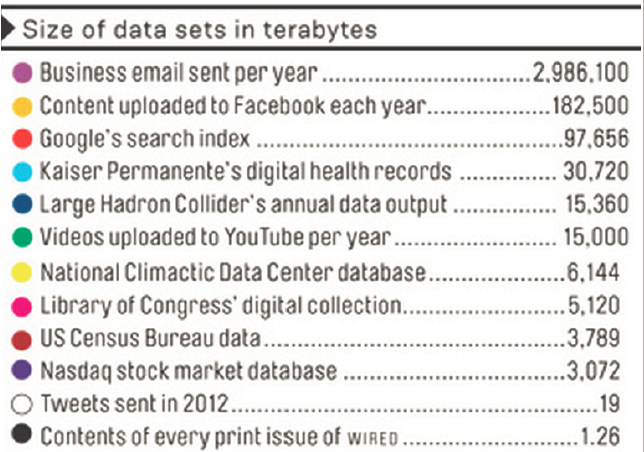 Size of data sets in terabytes
Business email sent per year ........................... 2,986,100
Content uploaded to Facebook each year................ 182,500
Google's search index ........................................ 97,656
Kaiser Permanente's digital health records ............. 30,720
Large Hadron Collider's annual data output ............. 15,360
Videos uploaded to YouTube per year..................... 15,000
National Climactic Data Center database.................. 6,144
Library of Congress' digital collection...................... 5,120
US Census Bureau data........................................ 3,789
Nasdaq stock market database ............................. 3,072
Tweets sent in 2012............................................. 19
Contents of every print issue of WIRED ................... 1.26